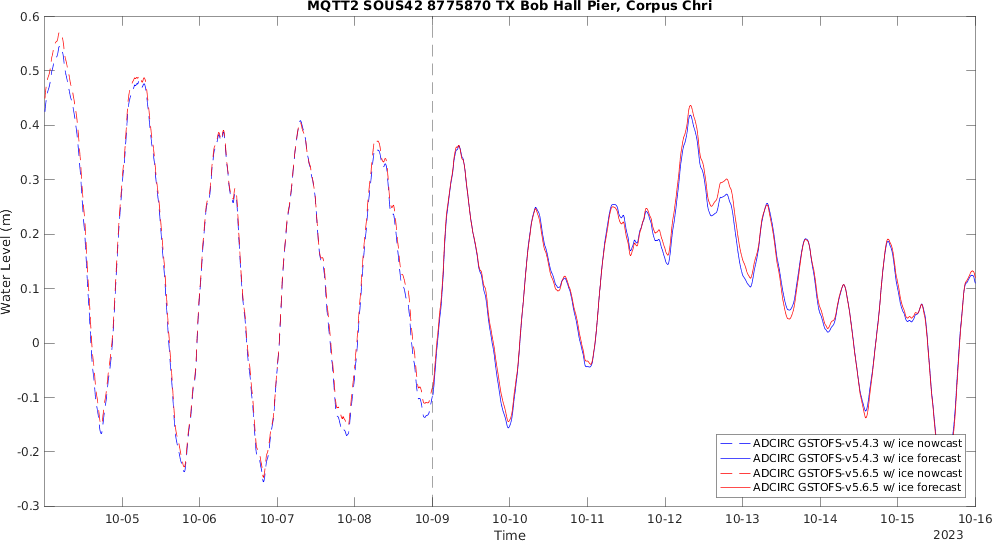 MQTT2 SOUS42 8775870 TX Bob Hall Pier, Corpus Chri
0.6
0.5
0.4
0.3
0.2
0.1
0
-0.1
-0.2
-0.3
Water Level (m)
10-05 10-06 10-07 10-08 10-09 10-10 10-11 10-12 10-13 10-14 10-15 10-16
Time
2023
ADCIRC GSTOFS-v5.4.3 w/ ice nowcast
ADCIRC GSTOFS-v5.4.3 w/ ice forecast
ADCIRC GSTOFS-v5.6.5 w/ ice nowcast
ADCIRC GSTOFS-v5.6.5 w/ ice forecast